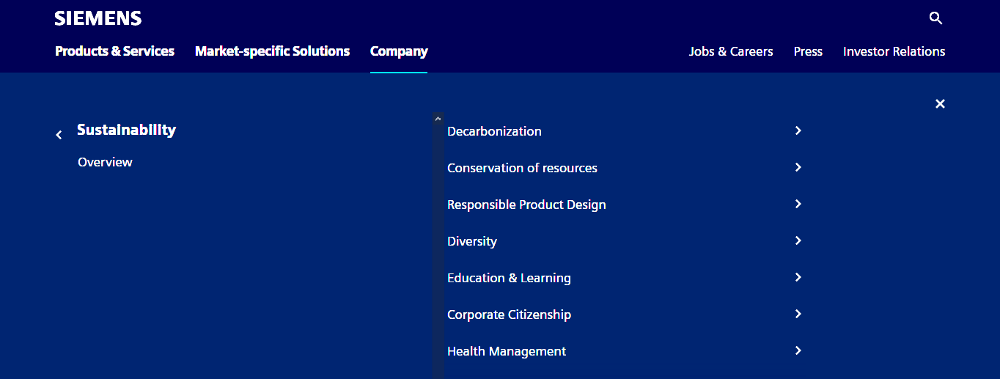 SIEMENS
Products & Services Market-specific Solutions Company Jobs & Careers Press Investor Relations
Sustainability
Overview
Decarbonization
Conservation of resources
Responsible Product Design
Diversity
Education & Learning
Corporate Citizenship
Health Management